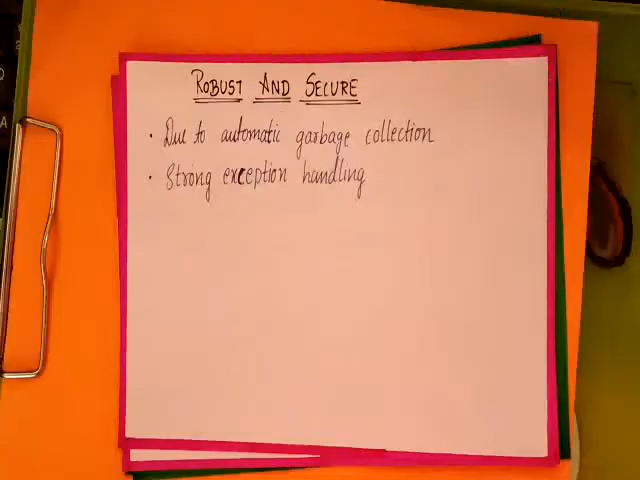 ROBUST AND SECURE
· Due to automatic garbage collection
· Strong exception handling